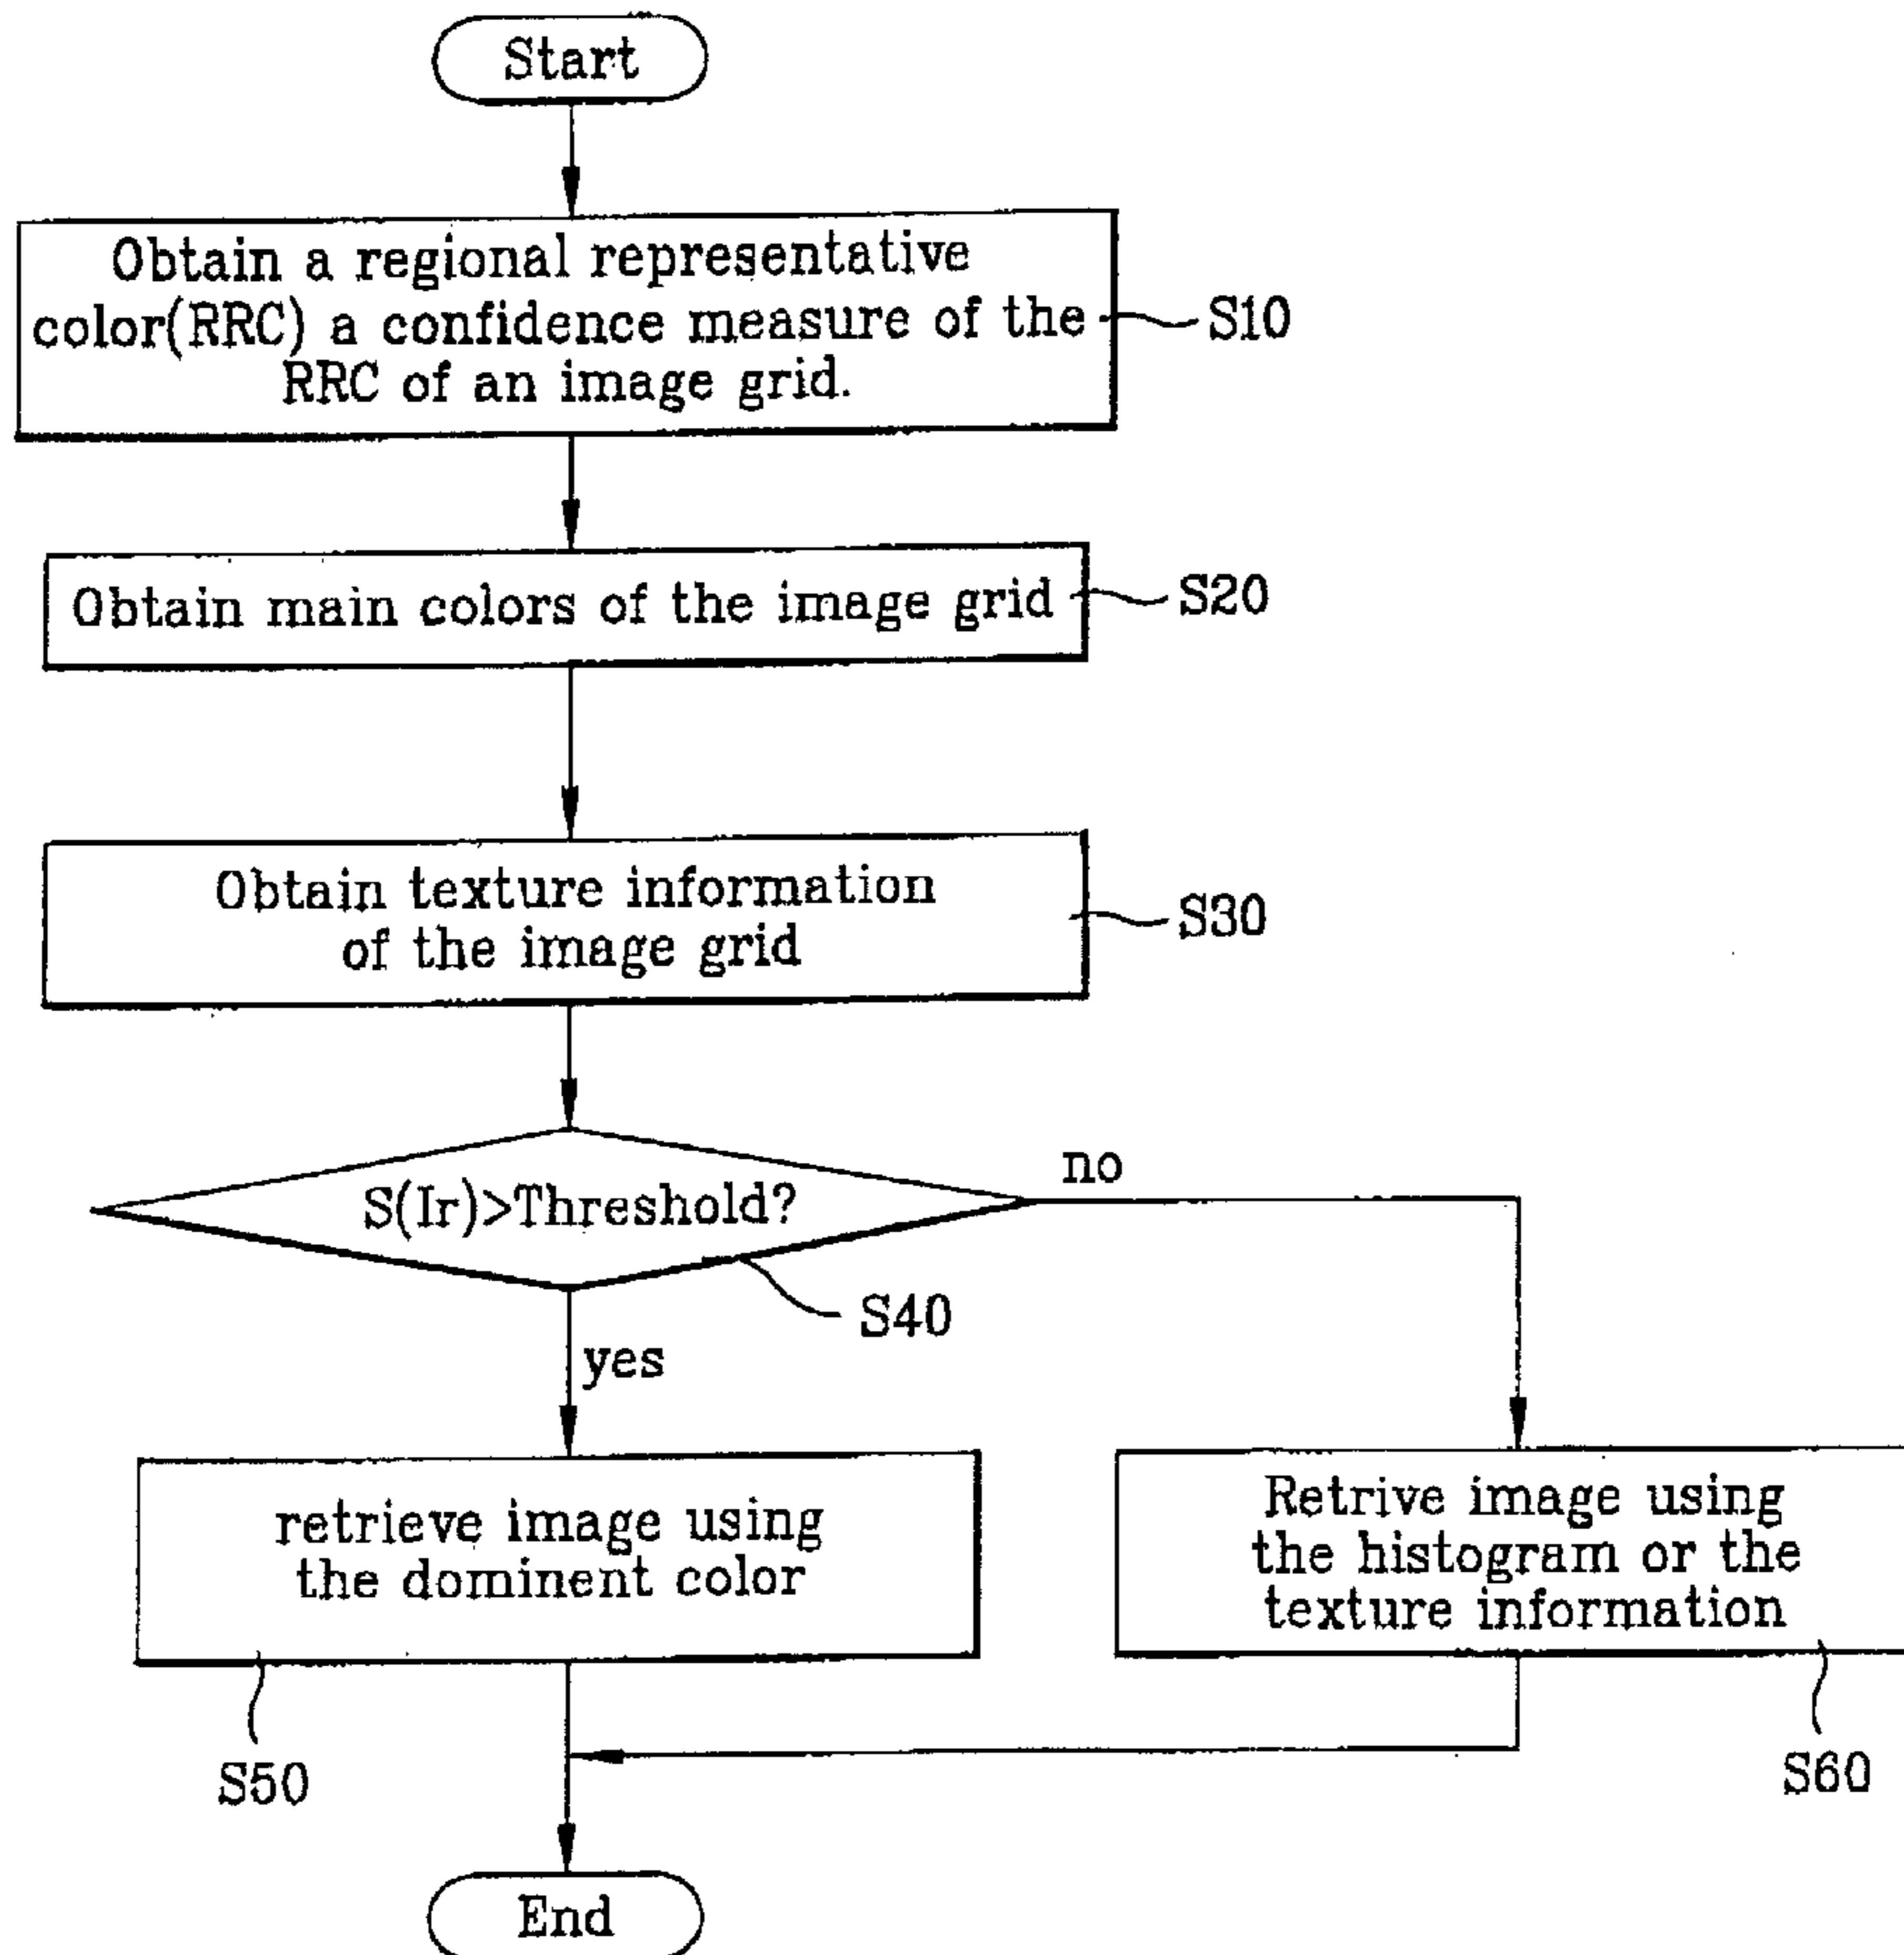 Start
Obtain a regional representative
color(RRC) a confidence measure of the
RRC of an image grid.
S10
Obtain main colors of the image grid
S20
Obtain texture information
of the image grid
S30
S(Ir)>Threshold?
no
S40
yes
retrieve image using
the dominent color
Retrive image using
the histogram or the
texture information
S50
S60
End